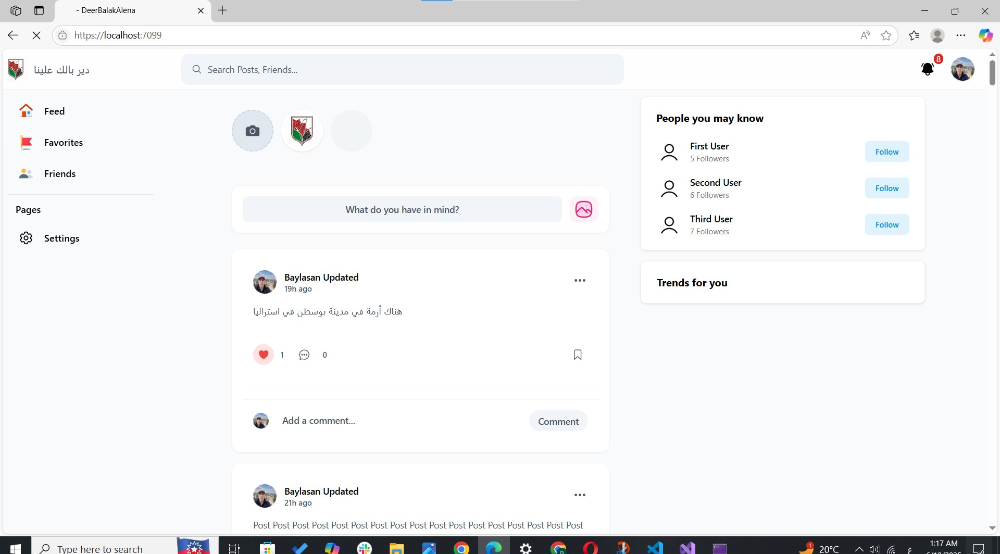 - DeerBalakAlena
https://localhost:7099
دير بالك علينا
Search Posts, Friends...
8
Feed
Favorites
Friends
Pages
Settings
What do you have in mind?
Baylasan Updated
19h ago
هناك أزمة في مدينة بوسطن في استراليا
1
0
Add a comment...
Comment
Baylasan Updated
21h ago
Post Post Post Post Post Post Post Post Post Post Post Post Post Post Post Post Post
People you may know
First User
5 Followers
Follow
Second User
6 Followers
Follow
Third User
7 Followers
Follow
Trends for you
Type here to search
1
20°C
ع
1:17 AM